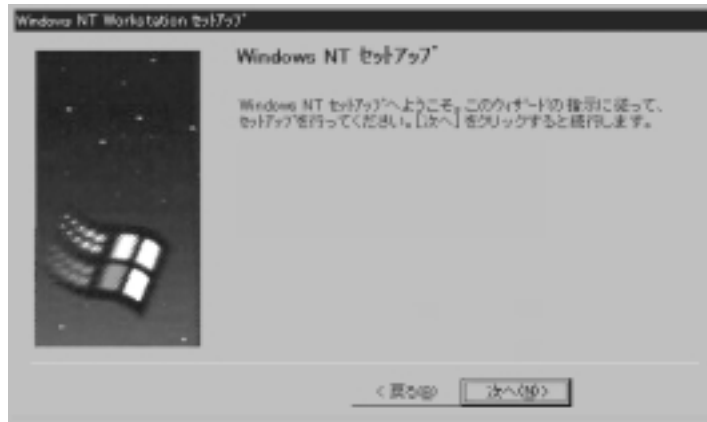 Windows NT Workstation ｾｯﾄｱｯﾌﾟ
Windows NT ｾｯﾄｱｯﾌﾟ
Windows NT ｾｯﾄｱｯﾌﾟへようこそ。このｳｨｻﾞｰﾄﾞの指示に従って、
ｾｯﾄｱｯﾌﾟを行ってください。[次へ] をクリックすると続行します。
< 戻る(B)
次へ(N) >